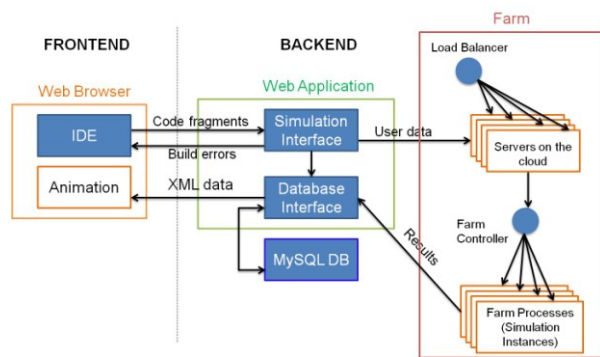 Farm
FRONTEND
BACKEND
Load Balancer
Web Browser
Web Application
Code fragments
IDE
Simulation
Interface
User data
Servers on the
cloud
Build errors
Animation
XML data
Database
Interface
Farm
Controller
MySQL DB
Results
Farm Processes
(Simulation
Instances)